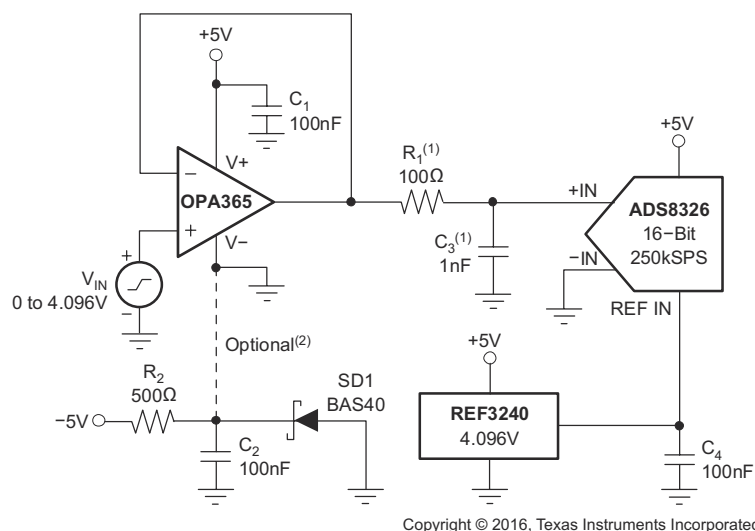 +5V
C1
100nF
V+
−
OPA365
+
V−
R1(1)
100Ω
C3(1)
1nF
+5V
+IN
ADS8326
16−Bit
250kSPS
−IN
REF IN
+
VIN
0 to 4.096V
−
Optional(2)
R2
500Ω
−5V
C2
100nF
SD1
BAS40
+5V
REF3240
4.096V
C4
100nF
Copyright © 2016, Texas Instruments Incorporated